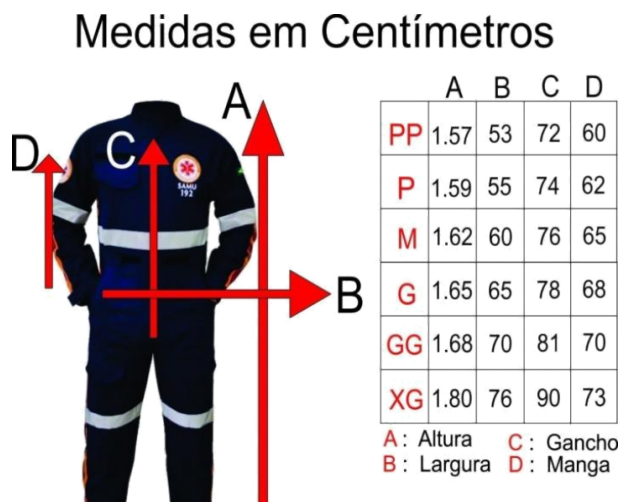 Medidas em Centímetros
A B C D
PP 1.57 53 72 60
P 1.59 55 74 62
M 1.62 60 76 65
G 1.65 65 78 68
GG 1.68 70 81 70
XG 1.80 76 90 73
A : Altura C : Gancho
B : Largura D : Manga
A
D
C
SAMU
192
B